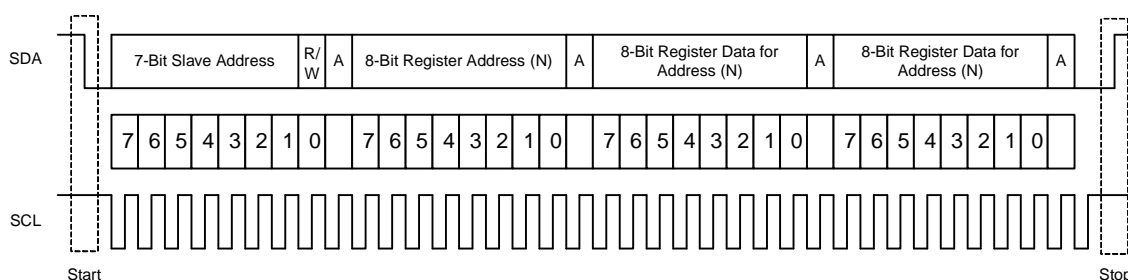 SDA
7-Bit Slave Address
R/
W
A
8-Bit Register Address (N)
A
8-Bit Register Data for
Address (N)
A
8-Bit Register Data for
Address (N)
A
7 6 5 4 3 2 1 0 7 6 5 4 3 2 1 0 7 6 5 4 3 2 1 0 7 6 5 4 3 2 1 0
SCL
Start
Stop